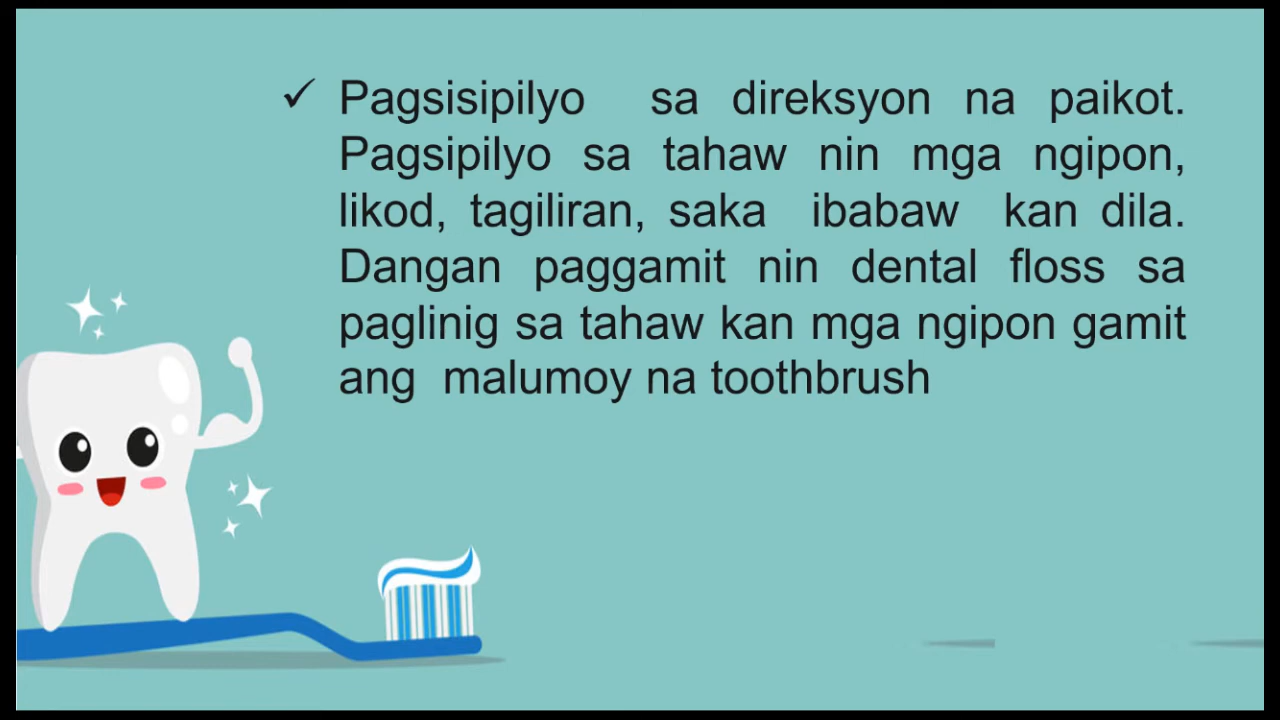 ✓ Pagsisipilyo sa direksyon na paikot.
Pagsipilyo sa tahaw nin mga ngipon,
likod, tagiliran, saka ibabaw kan dila.
Dangan paggamit nin dental floss sa
paglinig sa tahaw kan mga ngipon gamit
ang malumoy na toothbrush